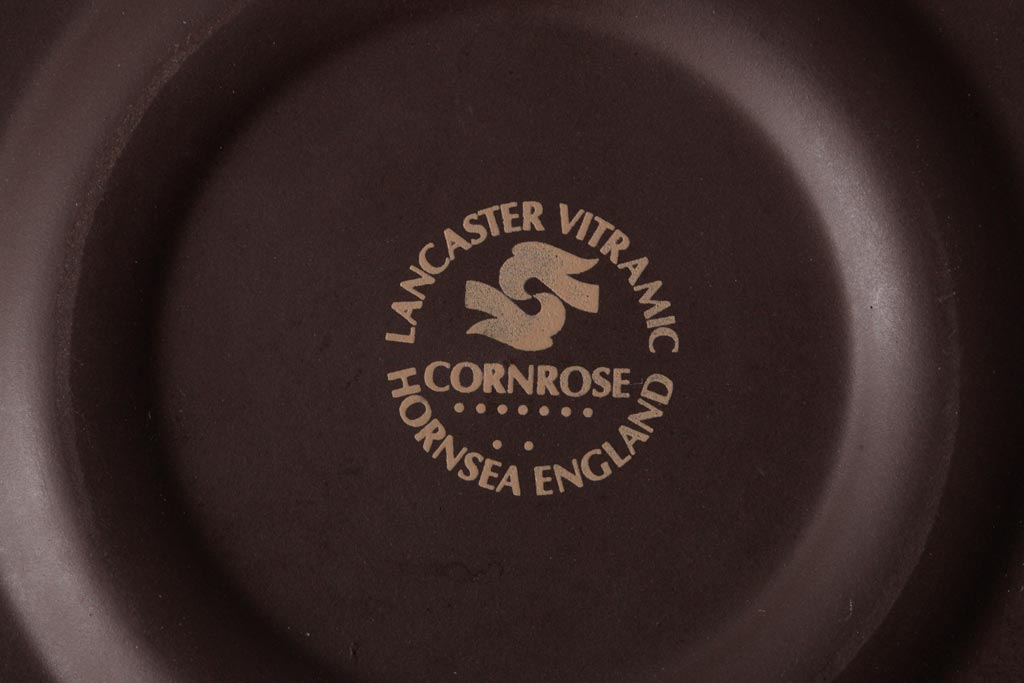 LANCASTER VITRAMIC
CORNROSE
HORNSEA ENGLAND